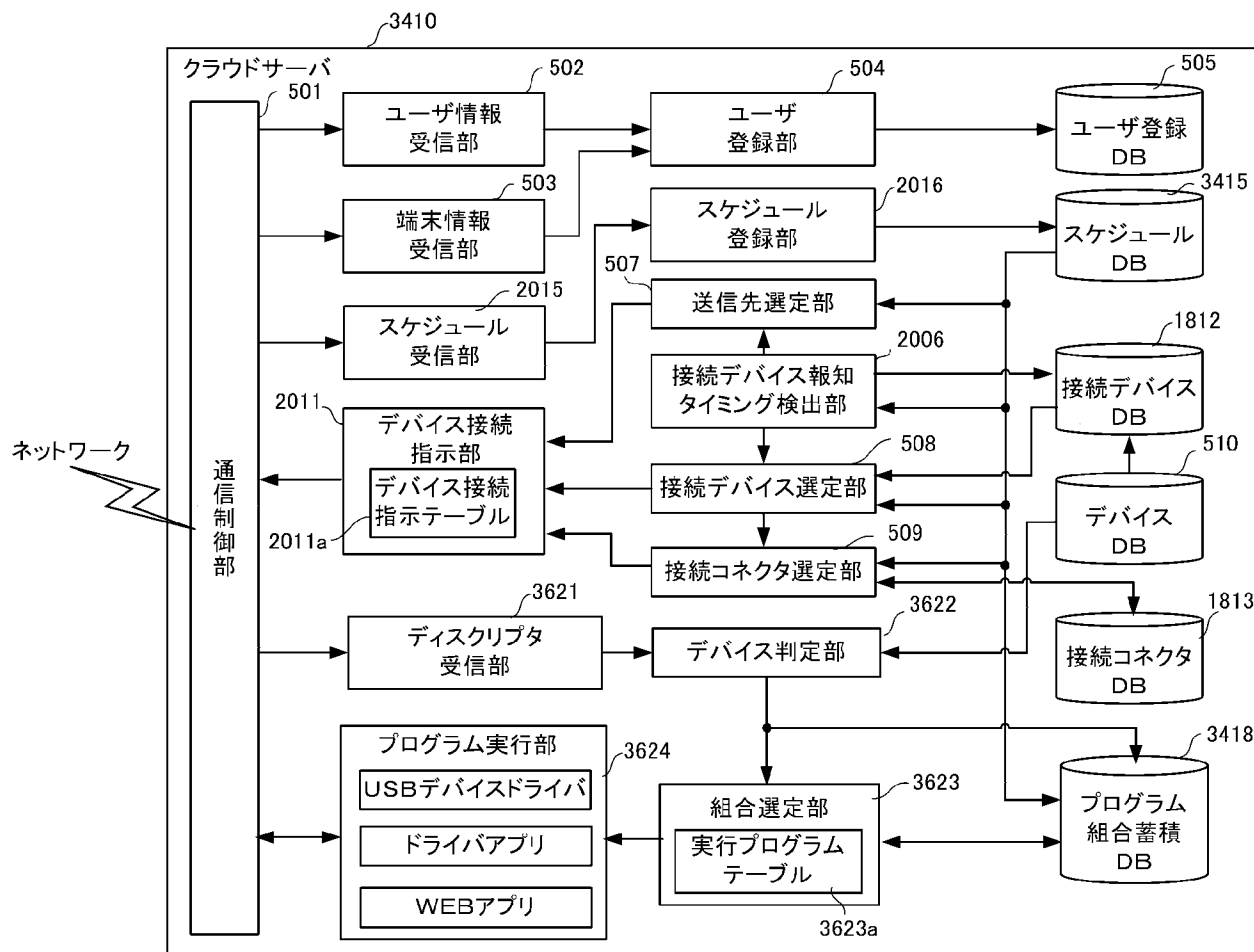 3410
クラウドサーバ
501
通信制御部
ネットワーク
502
ユーザ情報
受信部
504
ユーザ
登録部
505
ユーザ登録
DB
503
端末情報
受信部
2016
スケジュール
登録部
3415
スケジュール
DB
2015
スケジュール
受信部
507
送信先選定部
2006
接続デバイス報知
タイミング検出部
1812
接続デバイス
DB
2011
デバイス接続
指示部
デバイス接続
指示テーブル
2011a
508
接続デバイス選定部
510
デバイス
DB
509
接続コネクタ選定部
3621
ディスクリプタ
受信部
3622
デバイス判定部
1813
接続コネクタ
DB
プログラム実行部
3624
USBデバイスドライバ
ドライバアプリ
WEBアプリ
3623
組合選定部
実行プログラム
テーブル
3623a
3418
プログラム
組合蓄積
DB